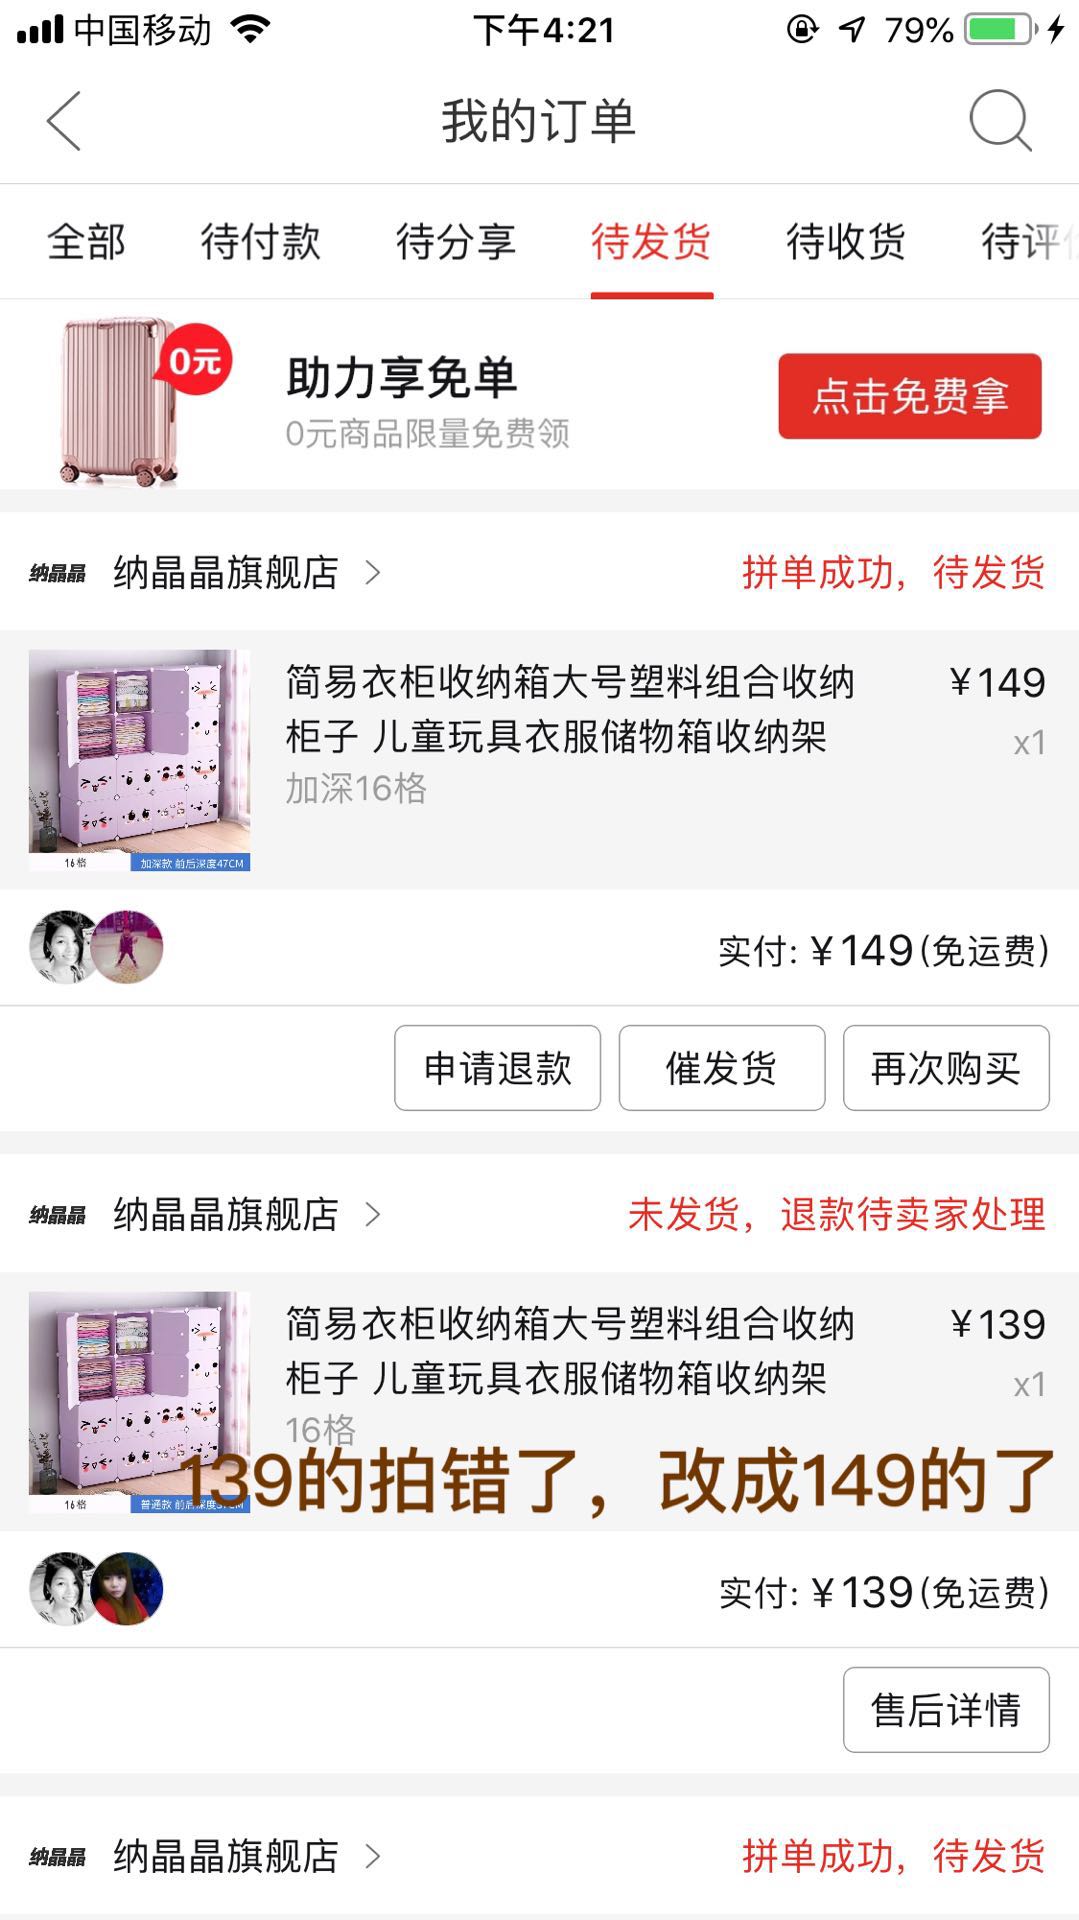 中国移动
下午4:21
79%
我的订单
全部 待付款 待分享 待发货 待收货 待评价
0元
助力享免单
0元商品限量免费领
点击免费拿
纳晶晶 纳晶晶旗舰店 拼单成功，待发货
简易衣柜收纳箱大号塑料组合收纳 ¥149
柜子 儿童玩具衣服储物箱收纳架 x1
加深16格
16格 加深款 前后深度47CM
实付: ¥149(免运费)
申请退款 催发货 再次购买
纳晶晶 纳晶晶旗舰店 未发货，退款待卖家处理
简易衣柜收纳箱大号塑料组合收纳 ¥139
柜子 儿童玩具衣服储物箱收纳架 x1
16格
139的拍错了，改成149的了
16格 普通款 前后深度37CM
实付: ¥139(免运费)
售后详情
纳晶晶 纳晶晶旗舰店 拼单成功，待发货